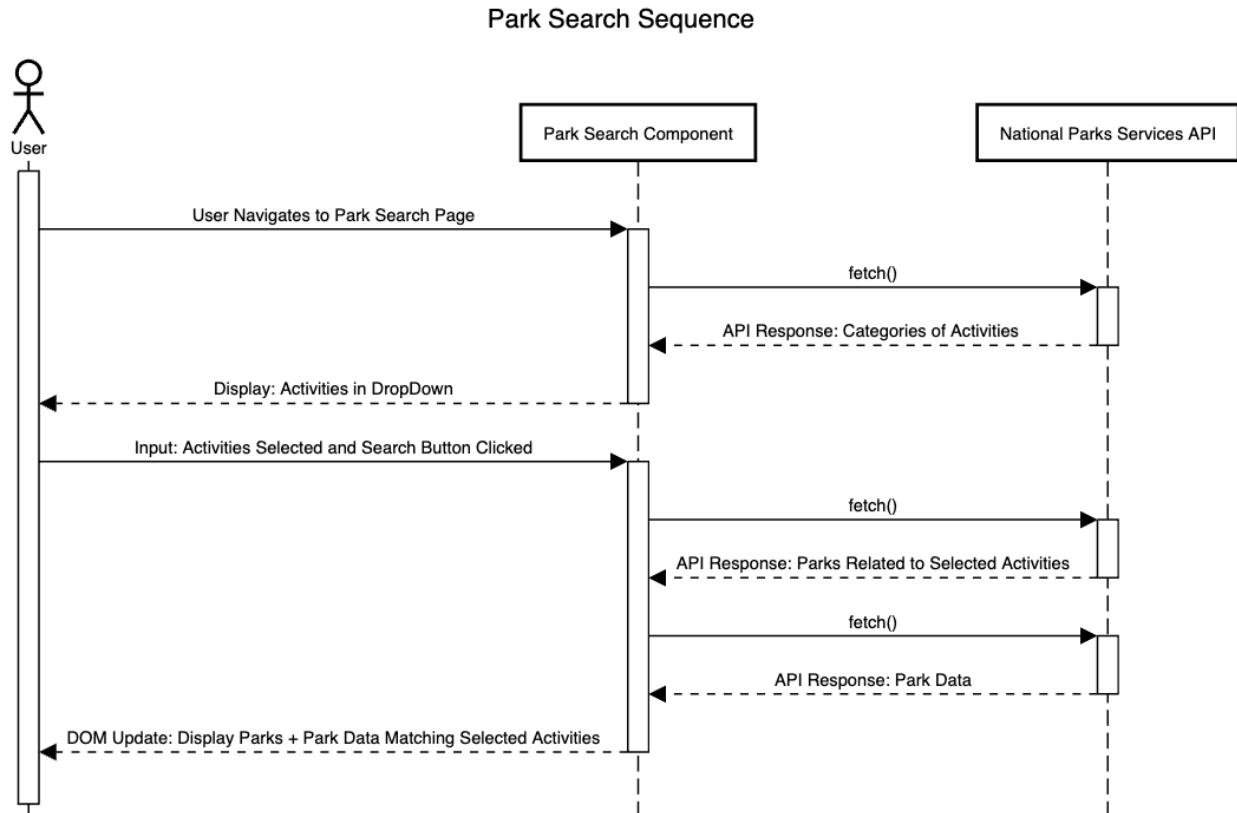 Park Search Sequence
User
Park Search Component
National Parks Services API
User Navigates to Park Search Page
fetch()
API Response: Categories of Activities
Display: Activities in DropDown
Input: Activities Selected and Search Button Clicked
fetch()
API Response: Parks Related to Selected Activities
fetch()
API Response: Park Data
DOM Update: Display Parks + Park Data Matching Selected Activities